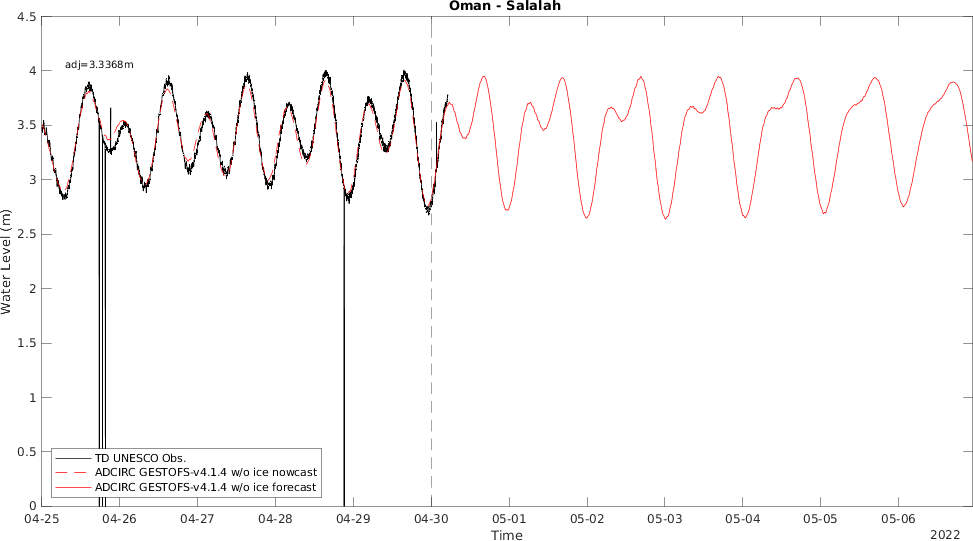 Oman - Salalah
4.5
4
3.5
3
2.5
2
1.5
1
0.5
0
Water Level (m)
adj=3.3368m
TD UNESCO Obs.
ADCIRC GESTOFS-v4.1.4 w/o ice nowcast
ADCIRC GESTOFS-v4.1.4 w/o ice forecast
04-25 04-26 04-27 04-28 04-29 04-30 05-01 05-02 05-03 05-04 05-05 05-06
Time
2022